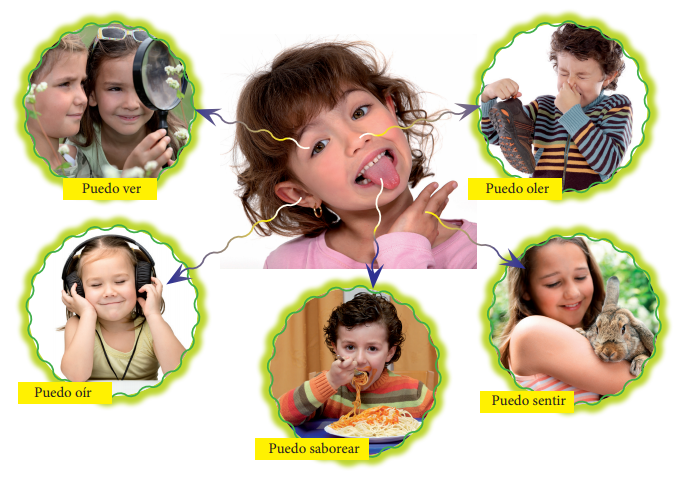 Puedo ver
Puedo oler
Puedo oír
Puedo sentir
Puedo saborear